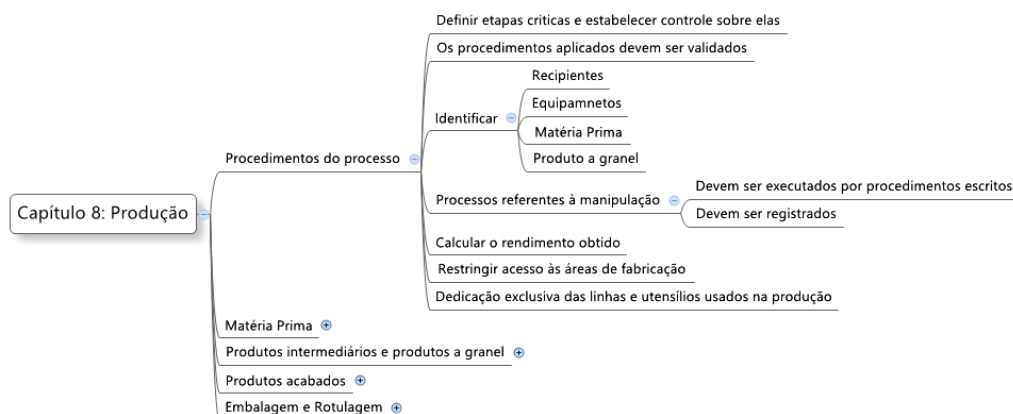 Capítulo 8: Produção
Procedimentos do processo
Definir etapas criticas e estabelecer controle sobre elas
Os procedimentos aplicados devem ser validados
Identificar
Recipientes
Equipamnetos
Matéria Prima
Produto a granel
Processos referentes à manipulação
Devem ser executados por procedimentos escritos
Devem ser registrados
Calcular o rendimento obtido
Restringir acesso às áreas de fabricação
Dedicação exclusiva das linhas e utensílios usados na produção
Matéria Prima
Produtos intermediários e produtos a granel
Produtos acabados
Embalagem e Rotulagem